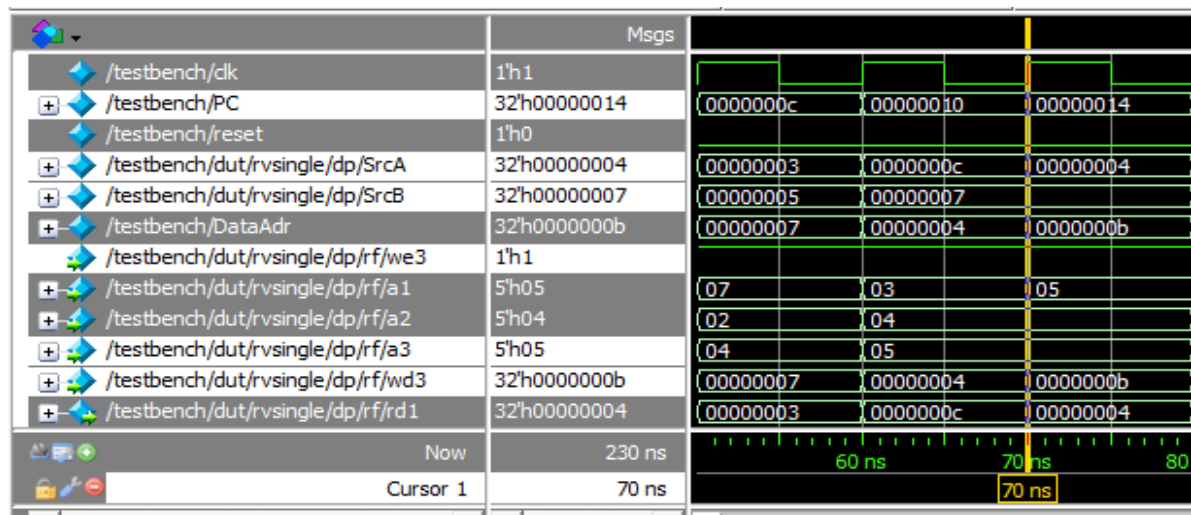 Msgs
/testbench/clk 1'h1
/testbench/PC 32'h00000014 0000000c 00000010 00000014
/testbench/reset 1'h0
/testbench/dut/rvsingle/dp/SrcA 32'h00000004 00000003 0000000c 00000004
/testbench/dut/rvsingle/dp/SrcB 32'h00000007 00000005 00000007
/testbench/DataAdr 32'h0000000b 00000007 00000004 0000000b
/testbench/dut/rvsingle/dp/rf/we3 1'h1
/testbench/dut/rvsingle/dp/rf/a1 5'h05 07 03 05
/testbench/dut/rvsingle/dp/rf/a2 5'h04 02 04
/testbench/dut/rvsingle/dp/rf/a3 5'h05 04 05
/testbench/dut/rvsingle/dp/rf/wd3 32'h0000000b 00000007 00000004 0000000b
/testbench/dut/rvsingle/dp/rf/rd1 32'h00000004 00000003 0000000c 00000004
Now 230 ns 60 ns 70 ns 80
Cursor 1 70 ns 70 ns